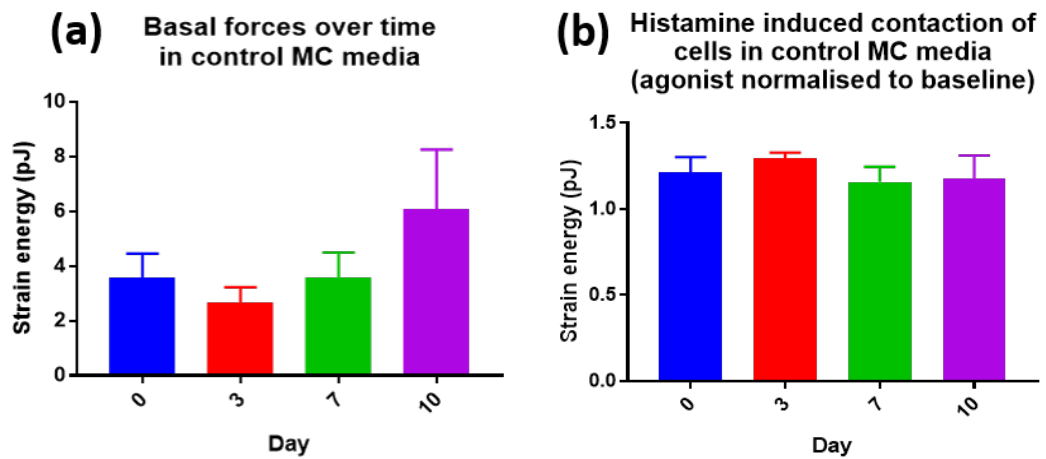 (a)
Basal forces over time
in control MC media
Strain energy (pJ)
10
8
6
4
2
0
0
3
7
10
Day
(b)
Histamine induced contaction of
cells in control MC media
(agonist normalised to baseline)
Strain energy (pJ)
1.5
1.0
0.5
0.0
0
3
7
10
Day